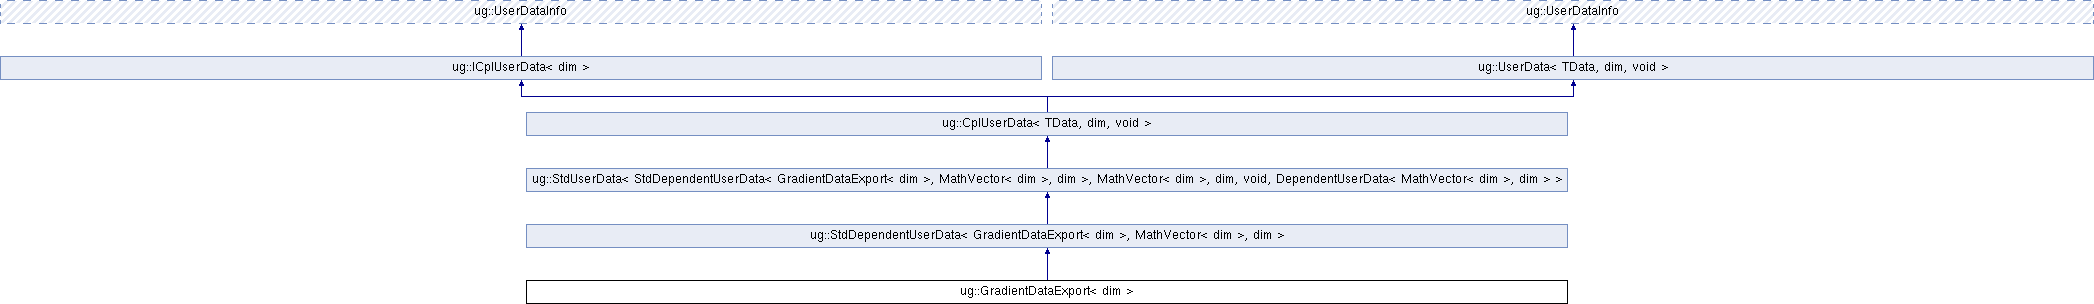 ug::UserDataInfo
ug::UserDataInfo
ug::ICplUserData< dim >
ug::UserData< TData, dim, void >
ug::CplUserData< TData, dim, void >
ug::StdUserData< StdDependentUserData< GradientDataExport< dim >, MathVector< dim >, dim >, MathVector< dim >, dim, void, DependentUserData< MathVector< dim >, dim > >
ug::StdDependentUserData< GradientDataExport< dim >, MathVector< dim >, dim >
ug::GradientDataExport< dim >